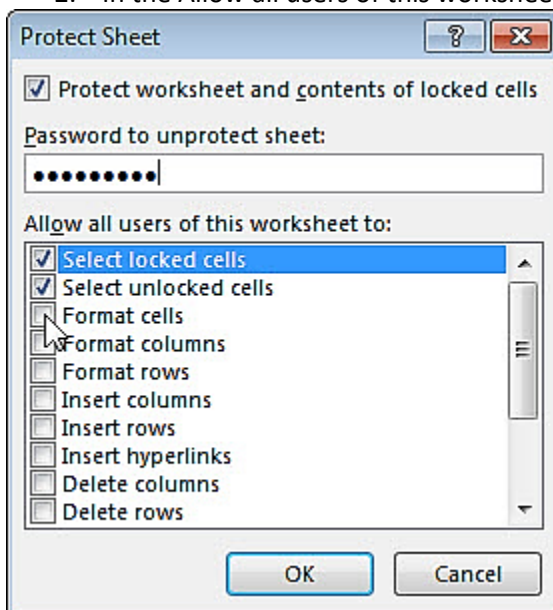 2. In the Allow all users of this workshee
Protect Sheet
?
Protect worksheet and contents of locked cells
Password to unprotect sheet:
●●●●●●●●●
Allow all users of this worksheet to:
Select locked cells
Select unlocked cells
Format cells
Format columns
Format rows
Insert columns
Insert rows
Insert hyperlinks
Delete columns
Delete rows
OK Cancel